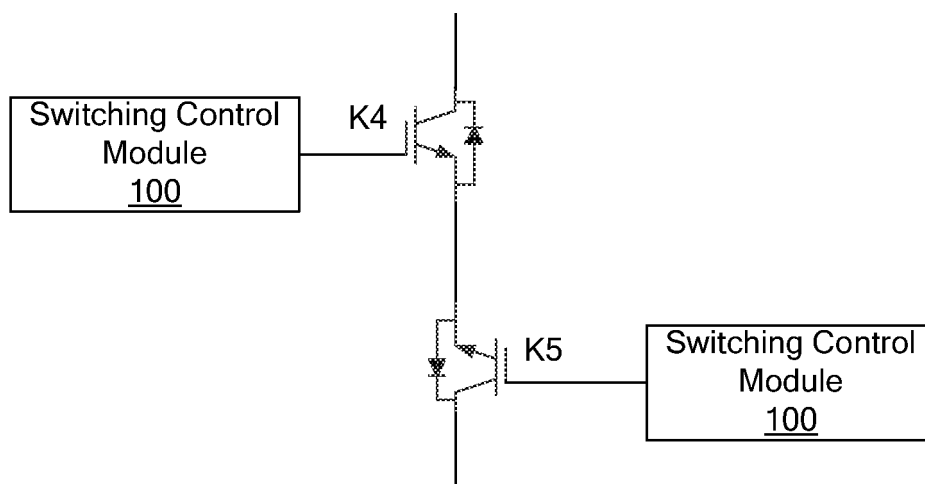 Switching Control
Module
100
K4
K5
Switching Control
Module
100